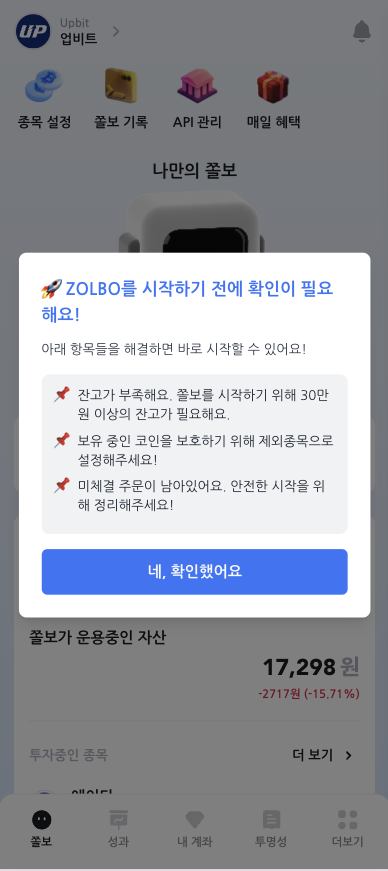 UP
Upbit
업비트
종목 설정
쫄보 기록
API 관리
매일 혜택
나만의 쫄보
🚀 ZOLBO를 시작하기 전에 확인이 필요
해요!
아래 항목들을 해결하면 바로 시작할 수 있어요!
📌 잔고가 부족해요. 쫄보를 시작하기 위해 30만
원 이상의 잔고가 필요해요.
📌 보유 중인 코인을 보호하기 위해 제외종목으로
설정해주세요!
📌 미체결 주문이 남아있어요. 안전한 시작을 위
해 정리해주세요!
네, 확인했어요
쫄보가 운용중인 자산
17,298 원
-2717원 (-15.71%)
투자중인 종목
더 보기
쫄보
성과
내 계좌
투명성
더보기